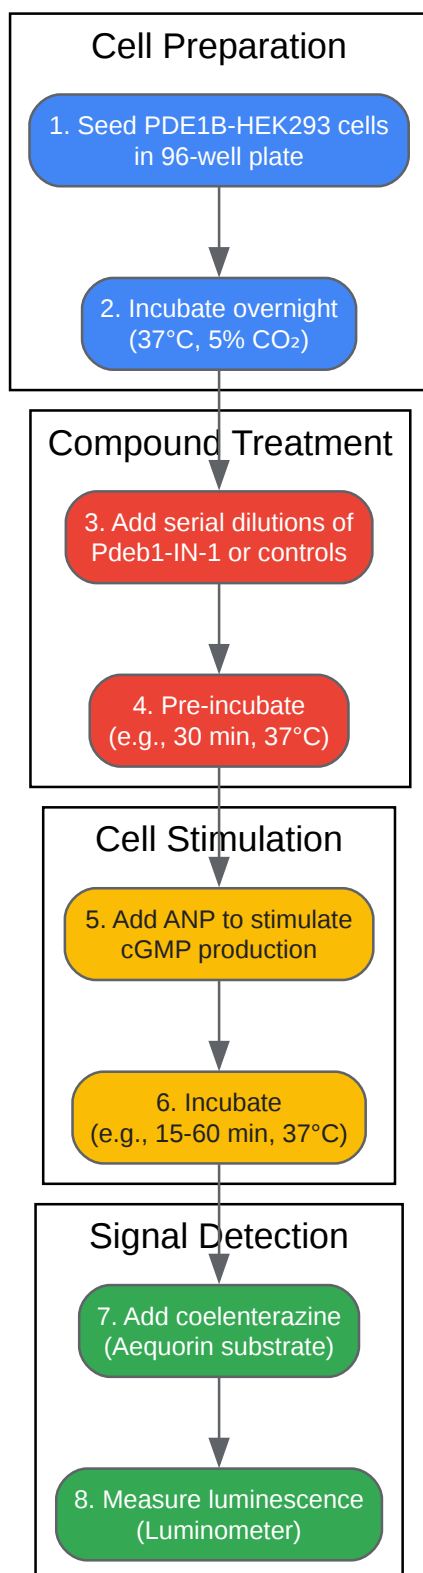 Cell Preparation
1. Seed PDE1B-HEK293 cells
in 96-well plate
2. Incubate overnight
(37°C, 5% CO₂)
Compound Treatment
3. Add serial dilutions of
Pdeb1-IN-1 or controls
4. Pre-incubate
(e.g., 30 min, 37°C)
Cell Stimulation
5. Add ANP to stimulate
cGMP production
6. Incubate
(e.g., 15-60 min, 37°C)
Signal Detection
7. Add coelenterazine
(Aequorin substrate)
8. Measure luminescence
(Luminometer)